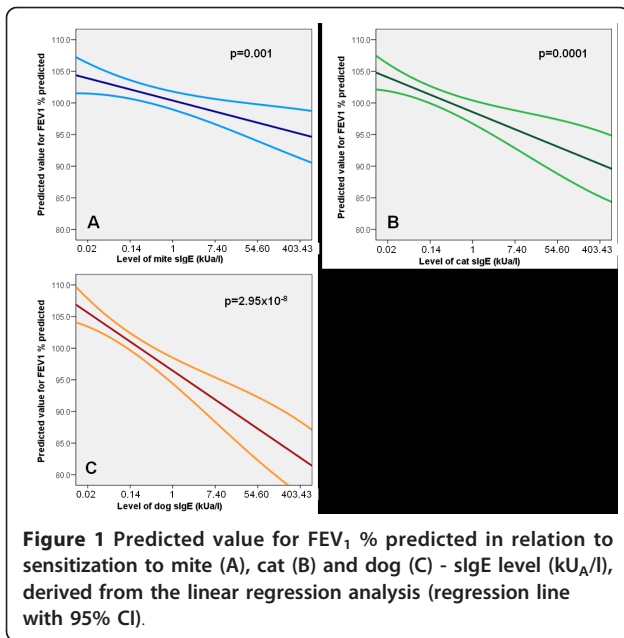 110.0
105.0
100.0
95.0
90.0
85.0
80.0
Predicted value for FEV1 % predicted
p=0.001
A
0.02 0.14 1 7.40 54.60 403.43
Level of mite sIgE (kUa/l)
110.0
105.0
100.0
95.0
90.0
85.0
80.0
Predicted value for FEV1 % predicted
p=0.0001
B
0.02 0.14 1 7.40 54.60 403.43
Level of cat sIgE (kUa/l)
110.0
105.0
100.0
95.0
90.0
85.0
80.0
Predicted value for FEV1 % predicted
p=2.95x10⁻⁸
C
0.02 0.14 1 7.40 54.60 403.43
Level of dog sIgE (kUa/l)
Figure 1 Predicted value for FEV₁ % predicted in relation to
sensitization to mite (A), cat (B) and dog (C) - sIgE level (kU_A/l),
derived from the linear regression analysis (regression line
with 95% CI).